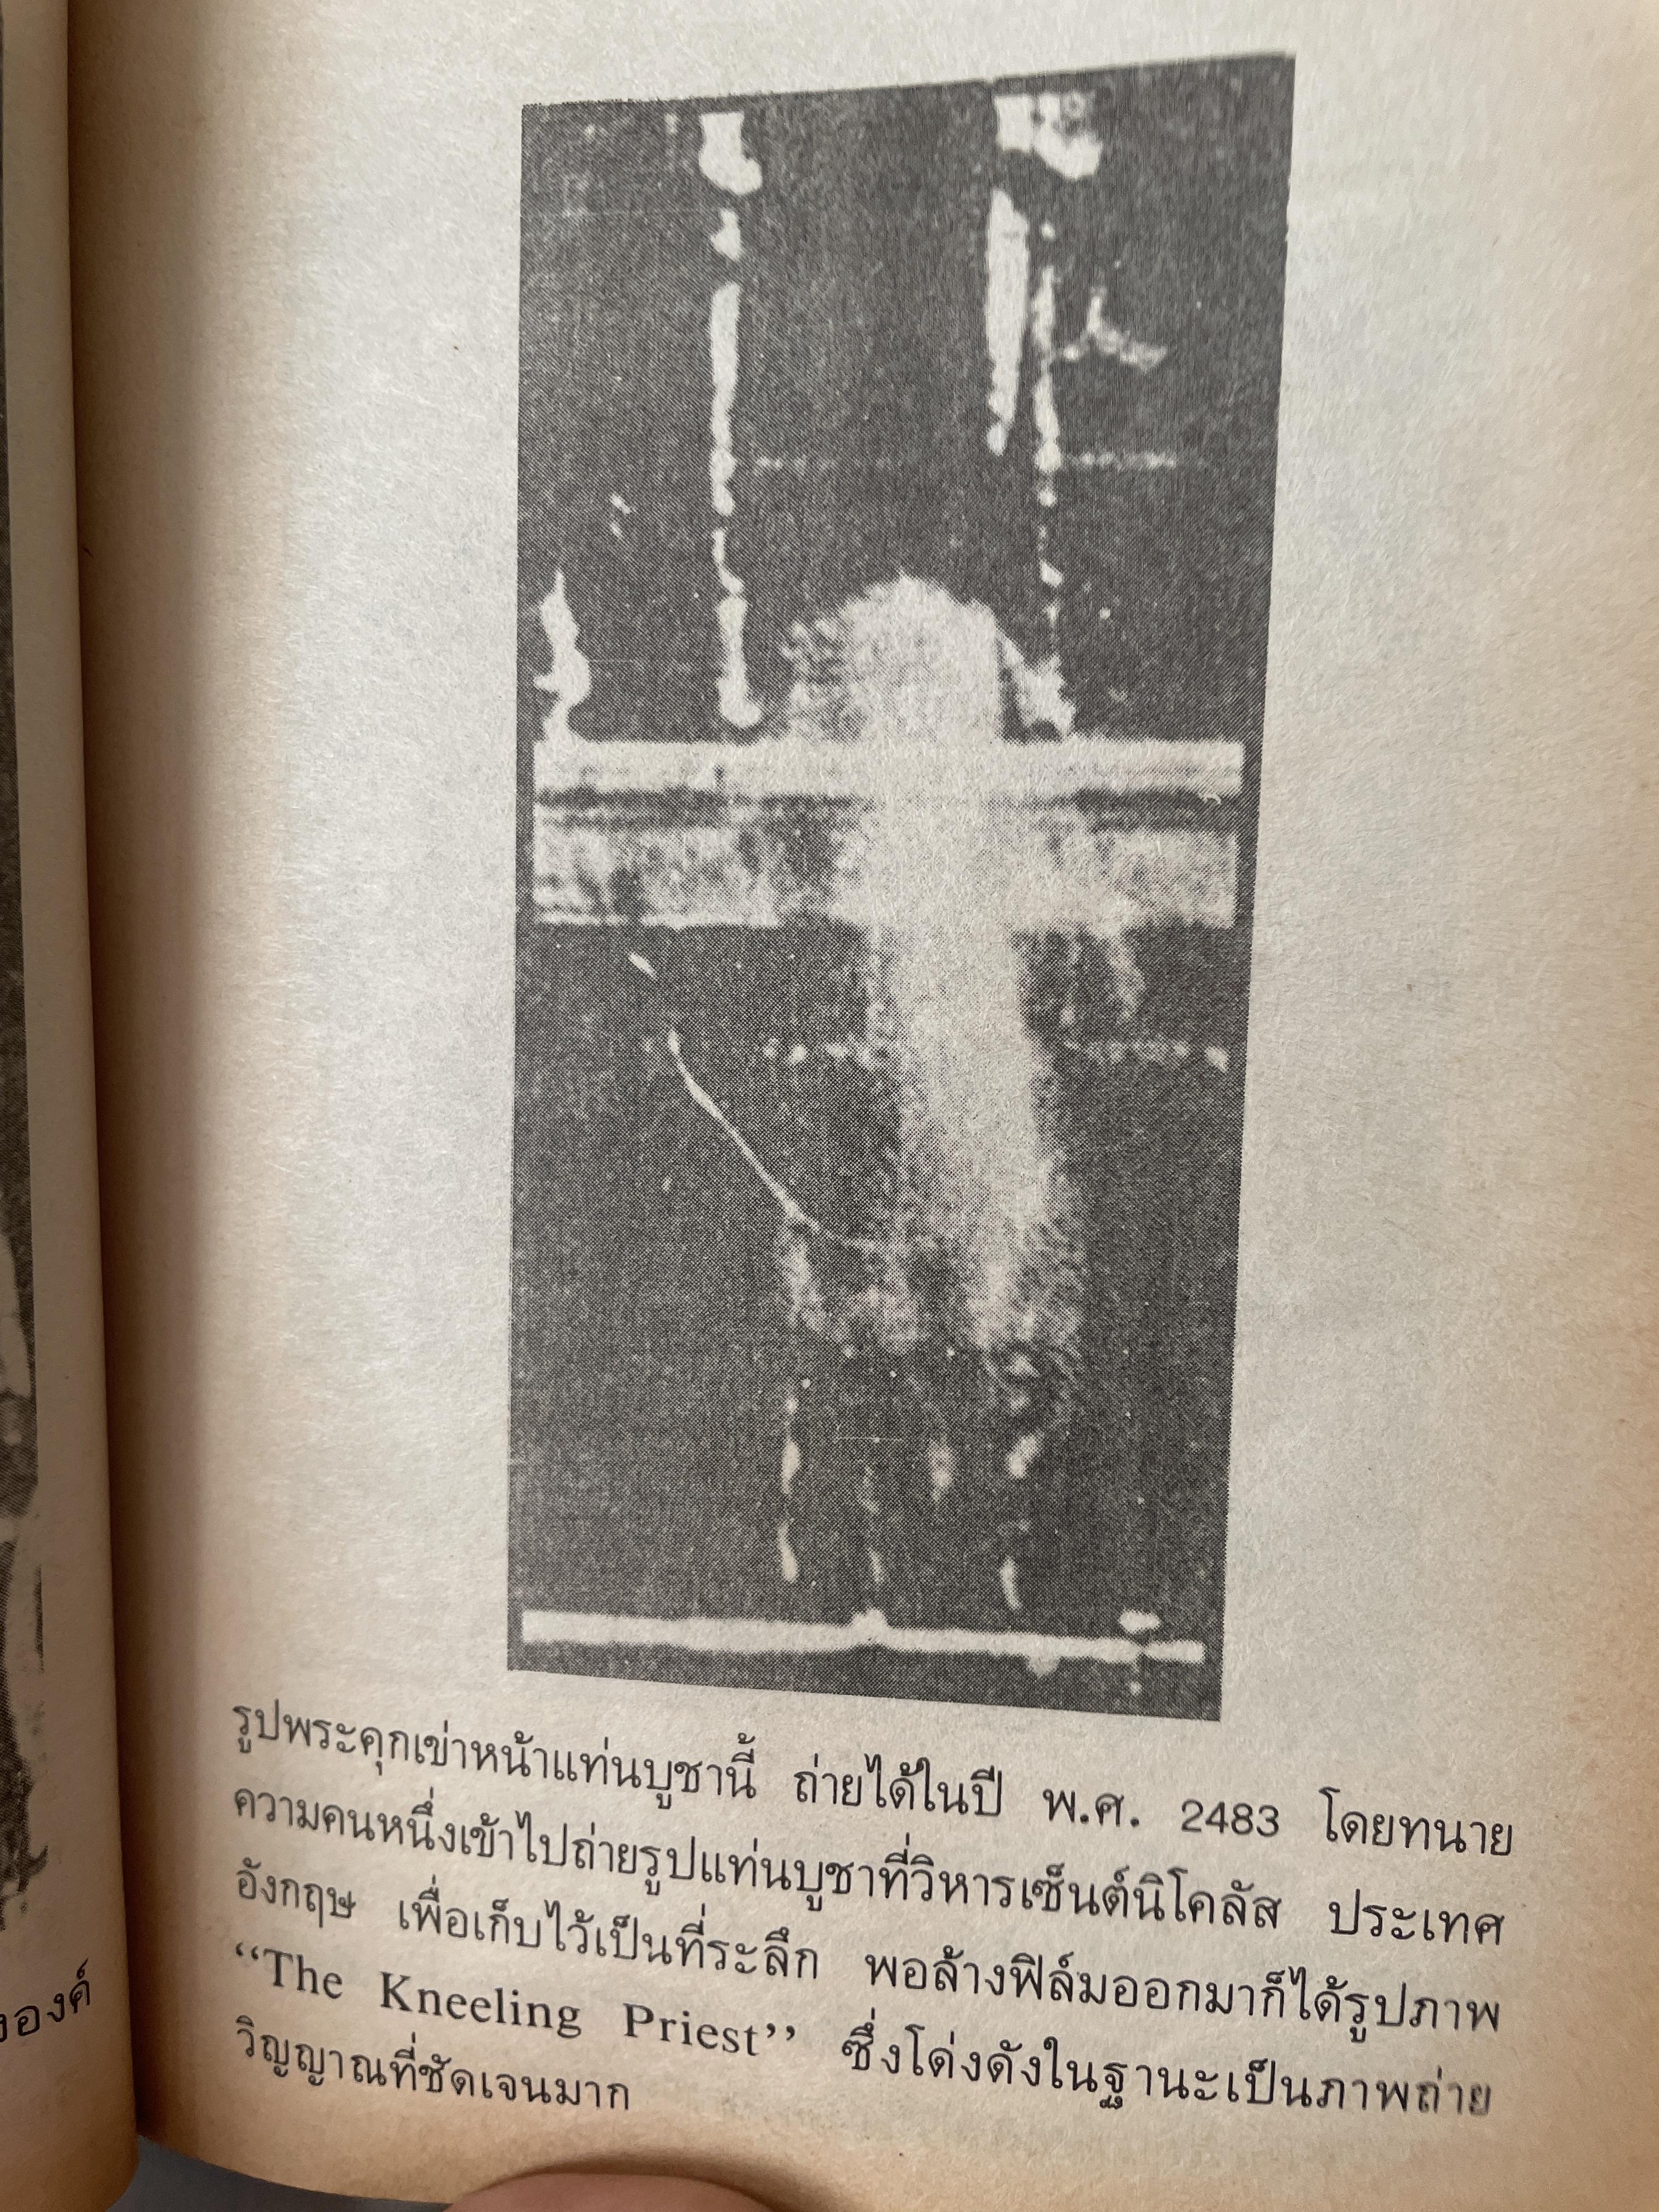 รูปพระคุกเข่าหน้าแท่นบูชานี้ ถ่ายได้ในปี พ.ศ. 2483 โดยทนาย
ความคนหนึ่งเข้าไปถ่ายรูปแท่นบูชาที่วิหารเซ็นต์นิโคลัส ประเทศ
อังกฤษ เพื่อเก็บไว้เป็นที่ระลึก พอล้างฟิล์มออกมาก็ได้รูปภาพ
“The Kneeling Priest” ซึ่งโด่งดังในฐานะเป็นภาพถ่าย
วิญญาณที่ชัดเจนมาก